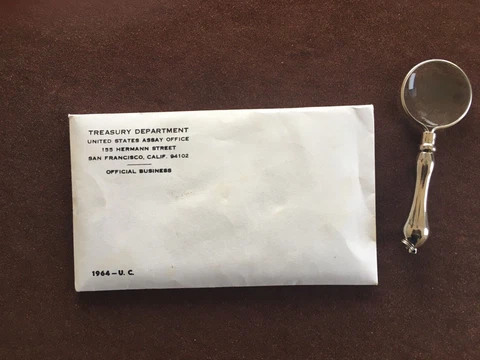 TREASURY DEPARTMENT
UNITED STATES ASSAY OFFICE
155 HERMANN STREET
SAN FRANCISCO, CALIF. 94102
OFFICIAL BUSINESS
1964 — U. C.